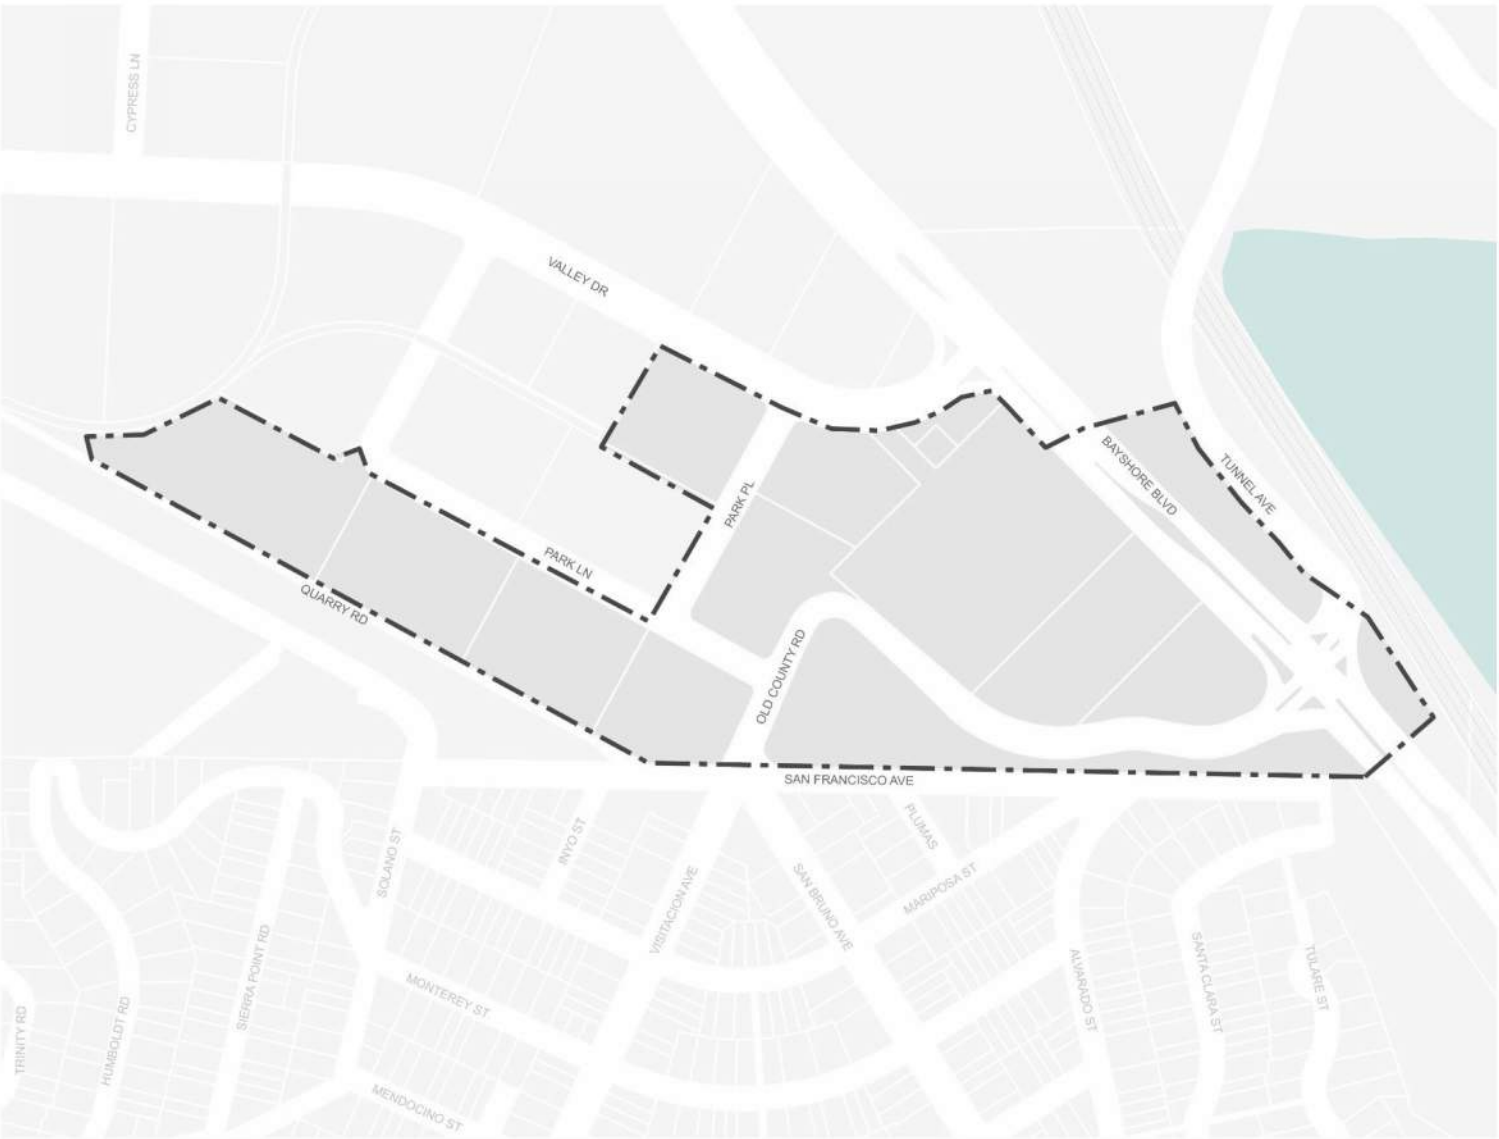 CYPRESS LN
VALLEY DR
BAYSHORE BLVD
TUNNEL AVE
PARK PL
PARK LN
QUARRY RD
OLD COUNTY RD
SAN FRANCISCO AVE
PLUMAS
INYO ST
SOLANO ST
MARIPOSA ST
VISITACION AVE
SAN BRUNO AVE
SIERRA POINT RD
MONTEREY ST
ALVARADO ST
SANTA CLARA ST
TULARE ST
HUMBOLDT RD
TRINITY RD
MENDOCINO ST